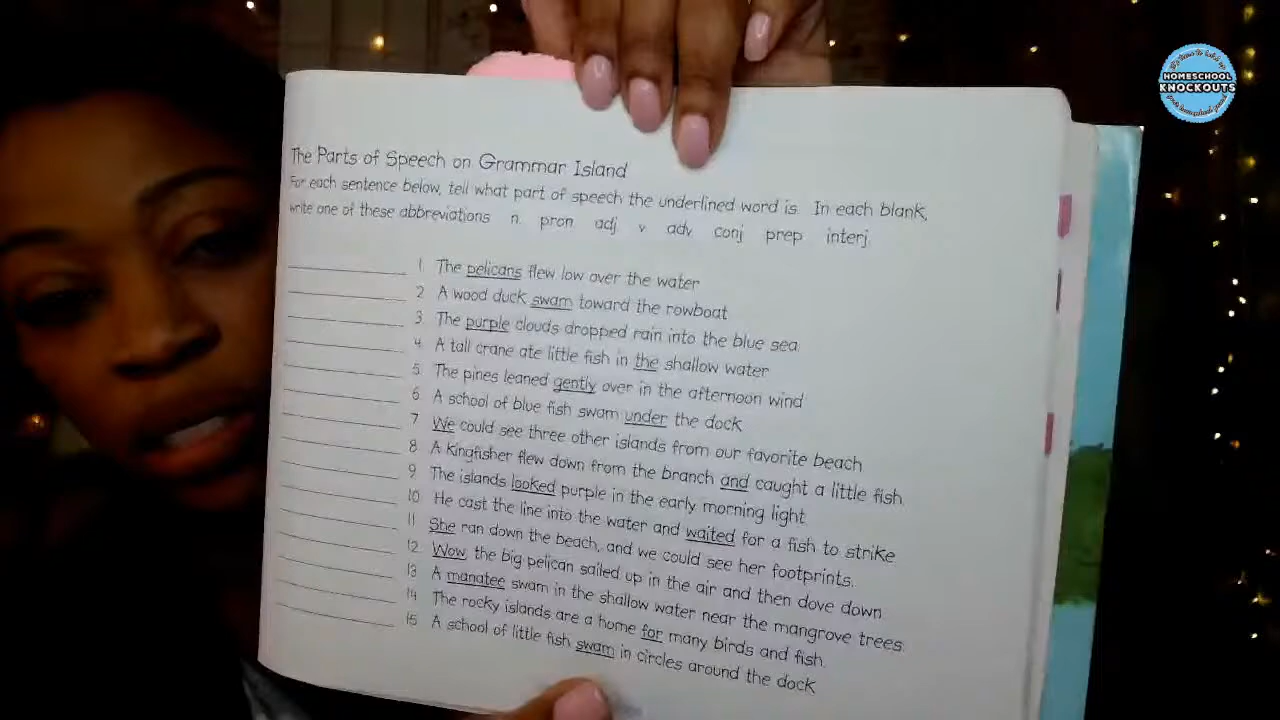 HOMESCHOOL
KNOCKOUTS
The Parts of Speech on Grammar Island
For each sentence below, tell what part of speech the underlined word is. In each blank,
write one of these abbreviations n. pron adj v adv conj prep interj
1 The pelicans flew low over the water
2 A wood duck swam toward the rowboat
3 The purple clouds dropped rain into the blue sea
4 A tall crane ate little fish in the shallow water
5 The pines leaned gently over in the afternoon wind
6 A school of blue fish swam under the dock
7 We could see three other islands from our favorite beach
8 A kingfisher flew down from the branch and caught a little fish
9 The islands looked purple in the early morning light
10 He cast the line into the water and waited for a fish to strike
11 She ran down the beach, and we could see her footprints.
12 Wow, the big pelican sailed up in the air and then dove down
13 A manatee swam in the shallow water near the mangrove trees
14 The rocky islands are a home for many birds and fish.
15 A school of little fish swam in circles around the dock